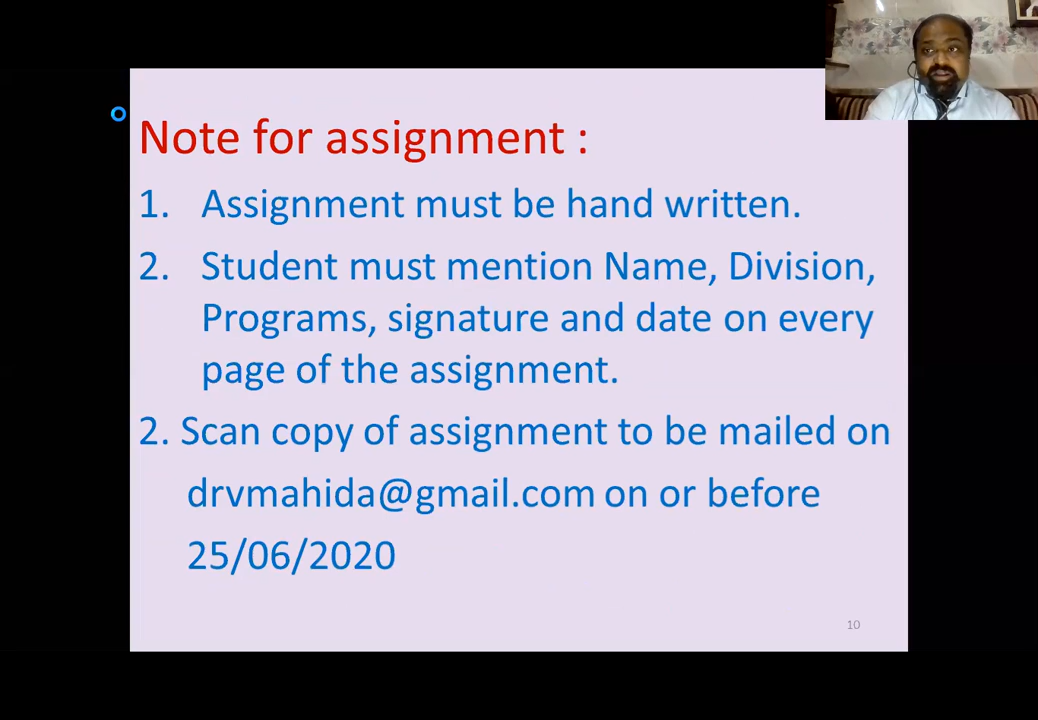 Note for assignment :
1. Assignment must be hand written.
2. Student must mention Name, Division,
Programs, signature and date on every
page of the assignment.
2. Scan copy of assignment to be mailed on
drvmahida@gmail.com on or before
25/06/2020
10